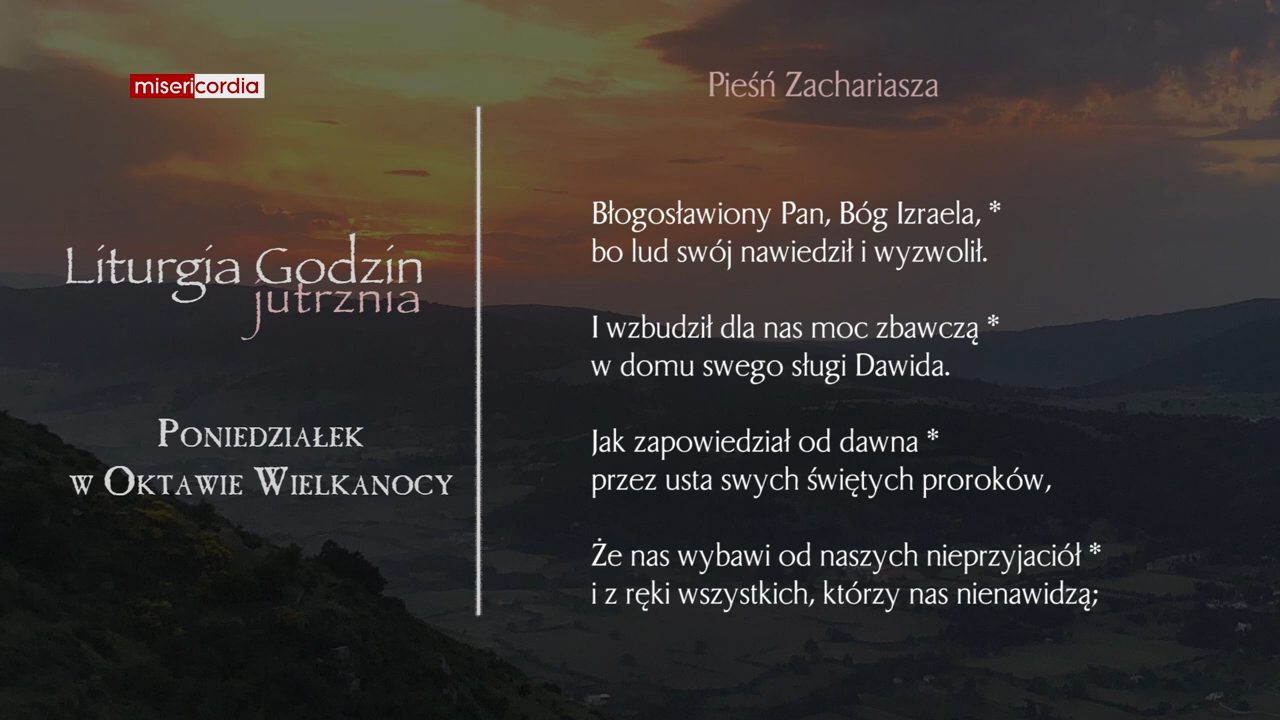 misericordia
Liturgia Godzin
jutrznia
Poniedziałek
w Oktawie Wielkanocy
Pieśń Zachariasza
Błogosławiony Pan, Bóg Izraela, *
bo lud swój nawiedził i wyzwolił.
I wzbudził dla nas moc zbawczą *
w domu swego sługi Dawida.
Jak zapowiedział od dawna *
przez usta swych świętych proroków,
Że nas wybawi od naszych nieprzyjaciół *
i z ręki wszystkich, którzy nas nienawidzą;